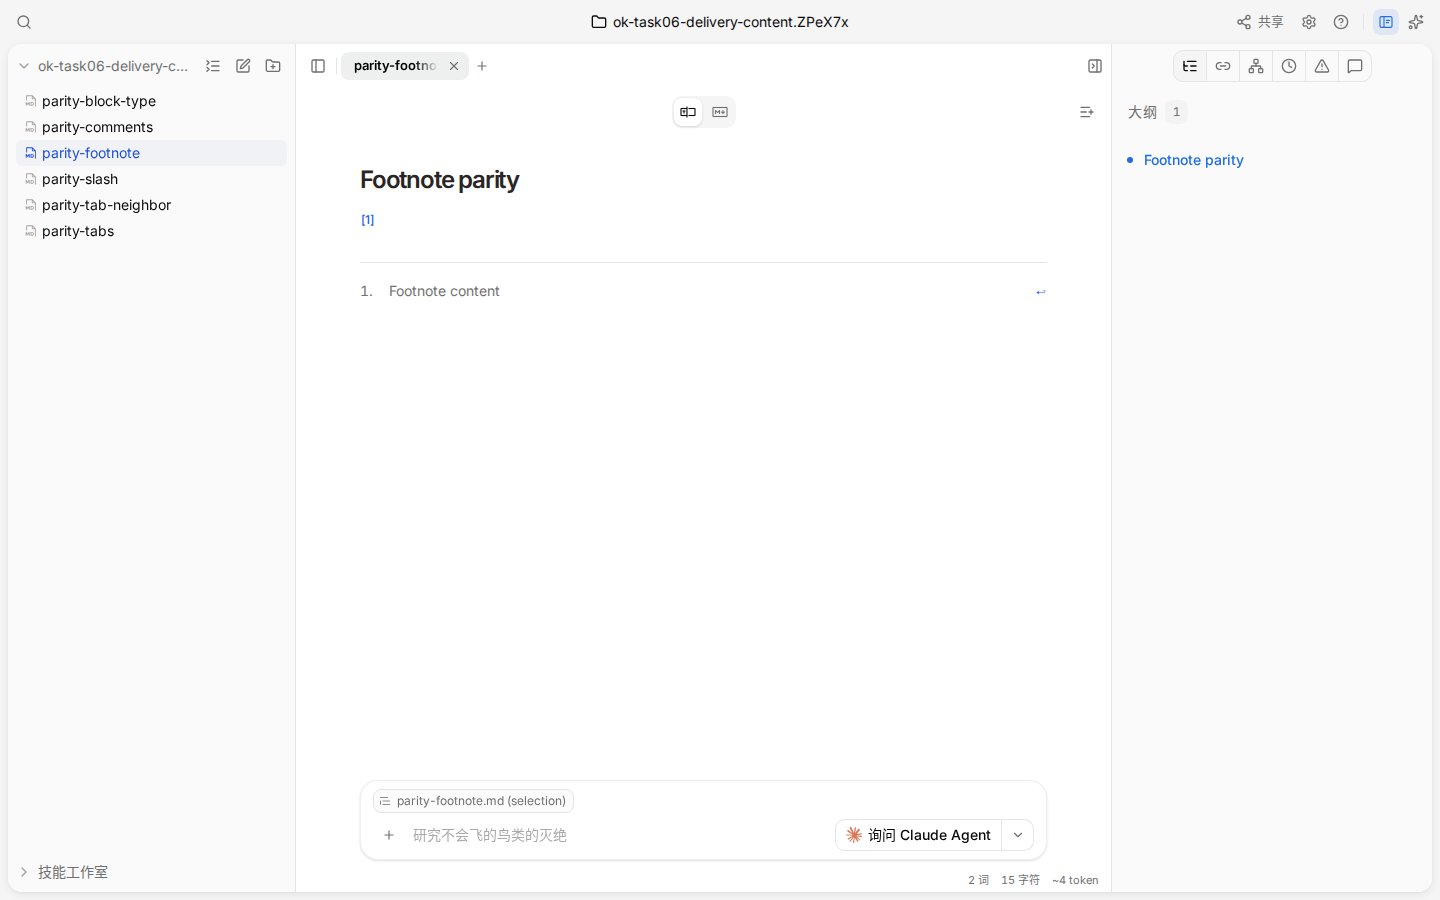 ok-task06-delivery-content.ZPeX7x
共享
ok-task06-delivery-c...
parity-block-type
parity-comments
parity-footnote
parity-slash
parity-tab-neighbor
parity-tabs
技能工作室
parity-footno
Footnote parity
[1]
1. Footnote content
parity-footnote.md (selection)
研究不会飞的鸟类的灭绝
询问 Claude Agent
2 词 15 字符 ~4 token
大纲 1
Footnote parity